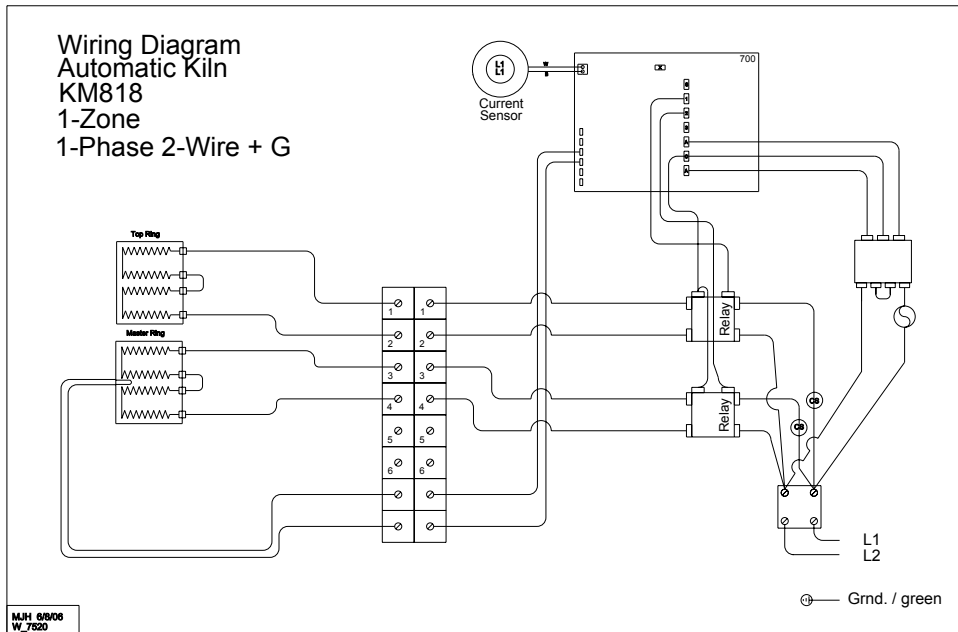 Wiring Diagram
Automatic Kiln
KM818
1-Zone
1-Phase 2-Wire + G
L1
L1
W
B
Current
Sensor
700
X
G
1
B
A
B
A
Top Ring
Master Ring
1 1
2 2
3 3
4 4
5 5
6 6
Relay
Relay
CS
CS
L1
L2
Grnd. / green
MJH 6/8/06
W_7520